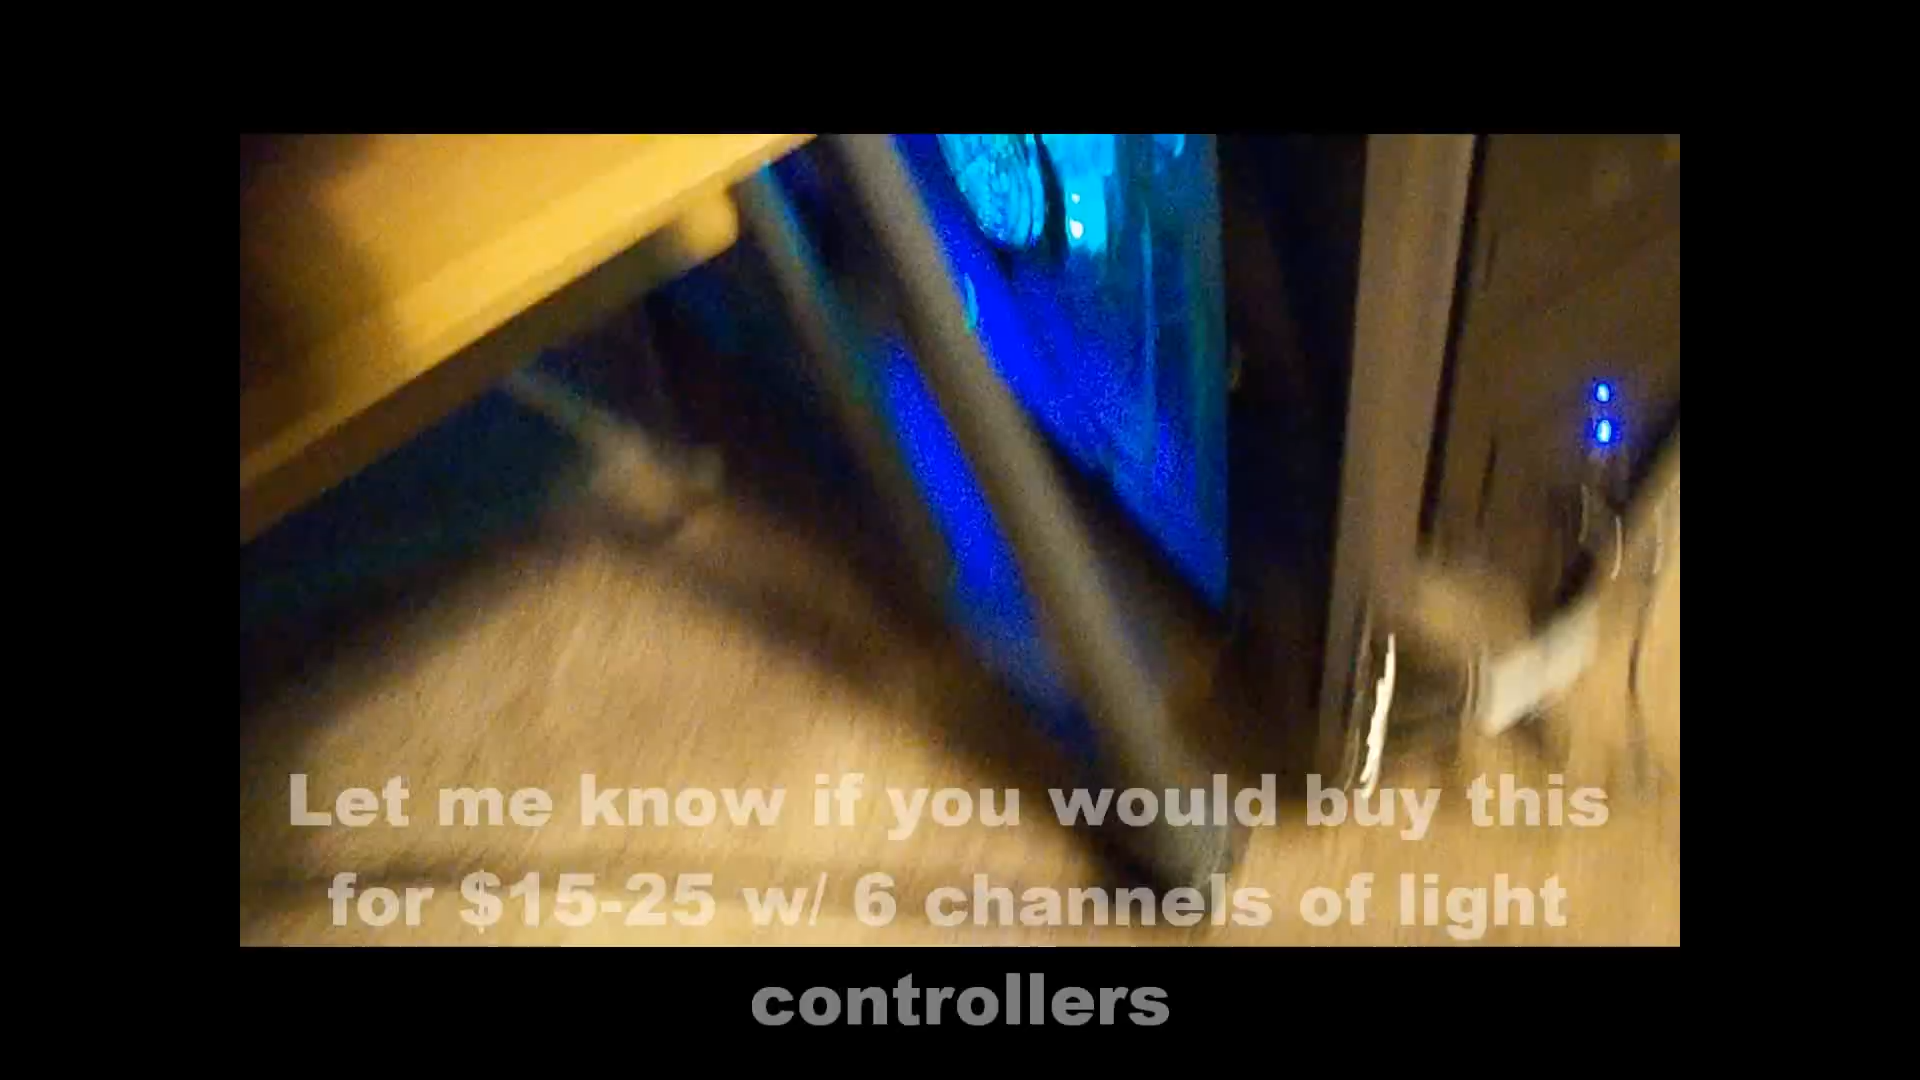 Let me know if you would buy this
for $15-25 w/ 6 channels of light
controllers